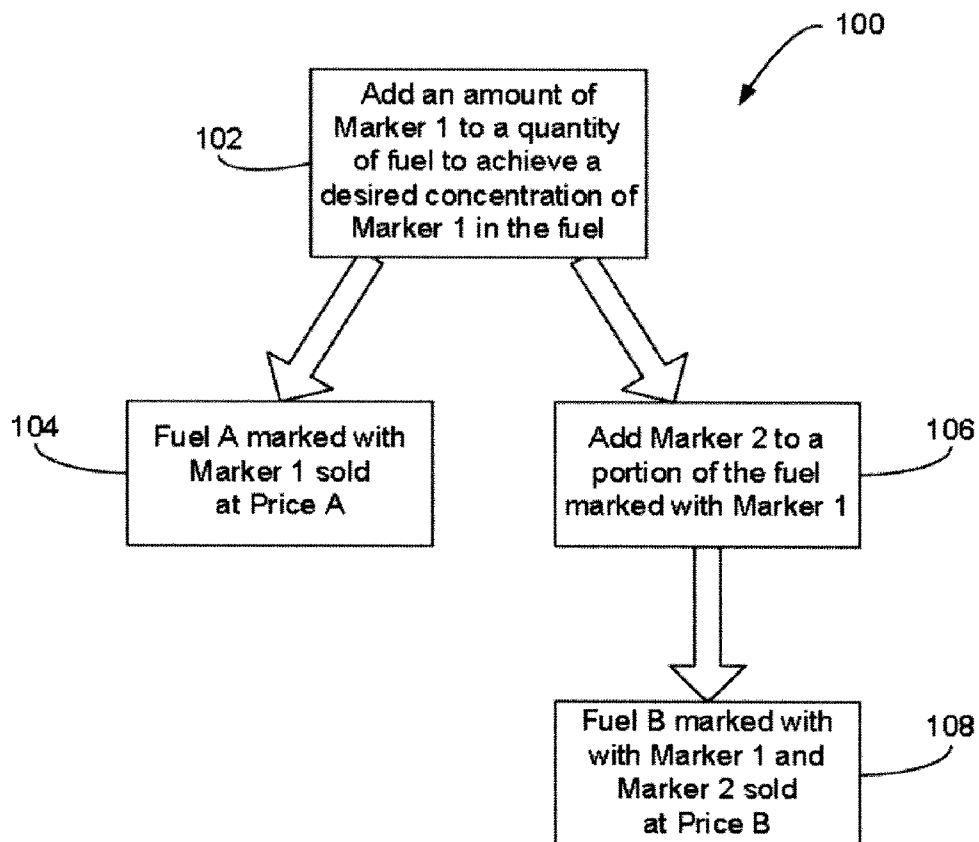 100
Add an amount of
Marker 1 to a quantity
of fuel to achieve a
desired concentration of
Marker 1 in the fuel
102
104
Fuel A marked with
Marker 1 sold
at Price A
Add Marker 2 to a
portion of the fuel
marked with Marker 1
106
Fuel B marked with
with Marker 1 and
Marker 2 sold
at Price B
108